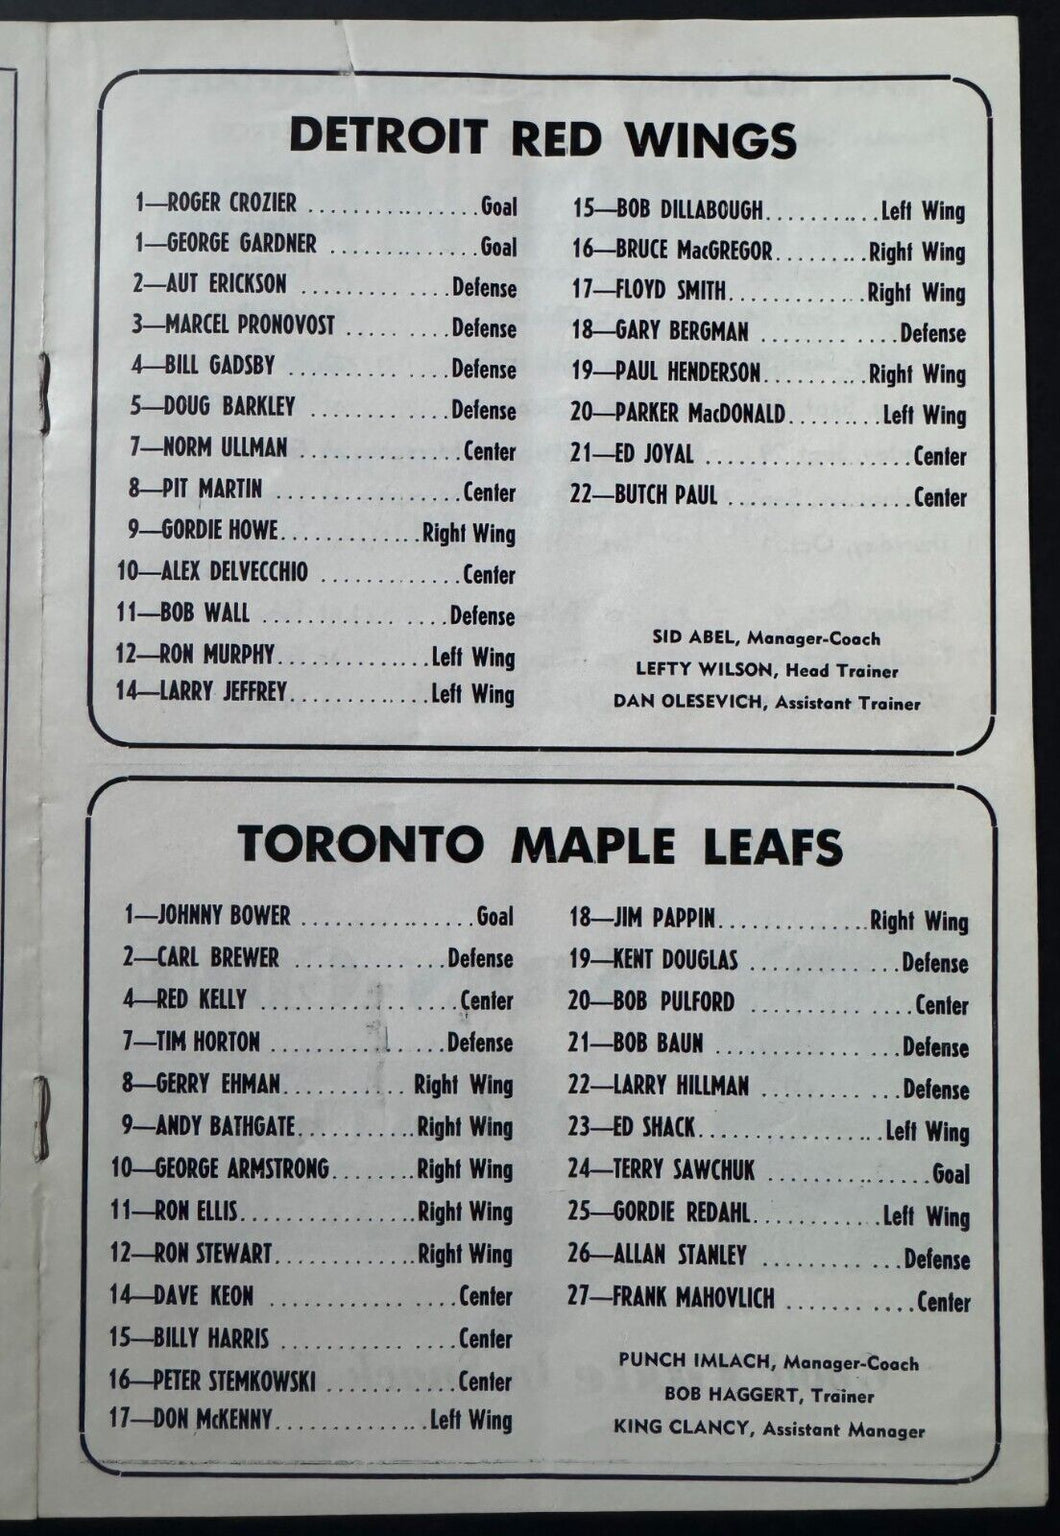 DETROIT RED WINGS
1—ROGER CROZIER ....................Goal
1—GEORGE GARDNER ..................Goal
2—AUT ERICKSON ................Defense
3—MARCEL PRONOVOST ............Defense
4—BILL GADSBY .................Defense
5—DOUG BARKLEY ................Defense
7—NORM ULLMAN ..................Center
8—PIT MARTIN ....................Center
9—GORDIE HOWE..............Right Wing
10—ALEX DELVECCHIO ..............Center
11—BOB WALL ....................Defense
12—RON MURPHY................Left Wing
14—LARRY JEFFREY...............Left Wing
15—BOB DILLABOUGH............Left Wing
16—BRUCE MacGREGOR..........Right Wing
17—FLOYD SMITH..............Right Wing
18—GARY BERGMAN ..............Defense
19—PAUL HENDERSON...........Right Wing
20—PARKER MacDONALD..........Left Wing
21—ED JOYAL .....................Center
22—BUTCH PAUL ..................Center
SID ABEL, Manager-Coach
LEFTY WILSON, Head Trainer
DAN OLESEVICH, Assistant Trainer
TORONTO MAPLE LEAFS
1—JOHNNY BOWER ....................Goal
2—CARL BREWER ................Defense
4—RED KELLY .....................Center
7—TIM HORTON ..................Defense
8—GERRY EHMAN........... Right Wing
9—ANDY BATHGATE............Right Wing
10—GEORGE ARMSTRONG........Right Wing
11—RON ELLIS.................Right Wing
12—RON STEWART..............Right Wing
14—DAVE KEON ...................Center
15—BILLY HARRIS ..................Center
16—PETER STEMKOWSKI .............Center
17—DON McKENNY...............Left Wing
18—JIM PAPPIN...............Right Wing
19—KENT DOUGLAS ..............Defense
20—BOB PULFORD ................Center
21—BOB BAUN ..................Defense
22—LARRY HILLMAN .............Defense
23—ED SHACK..................Left Wing
24—TERRY SAWCHUK .................Goal
25—GORDIE REDAHL.............Left Wing
26—ALLAN STANLEY .............Defense
27—FRANK MAHOVLICH ............Center
PUNCH IMLACH, Manager-Coach
BOB HAGGERT, Trainer
KING CLANCY, Assistant Manager